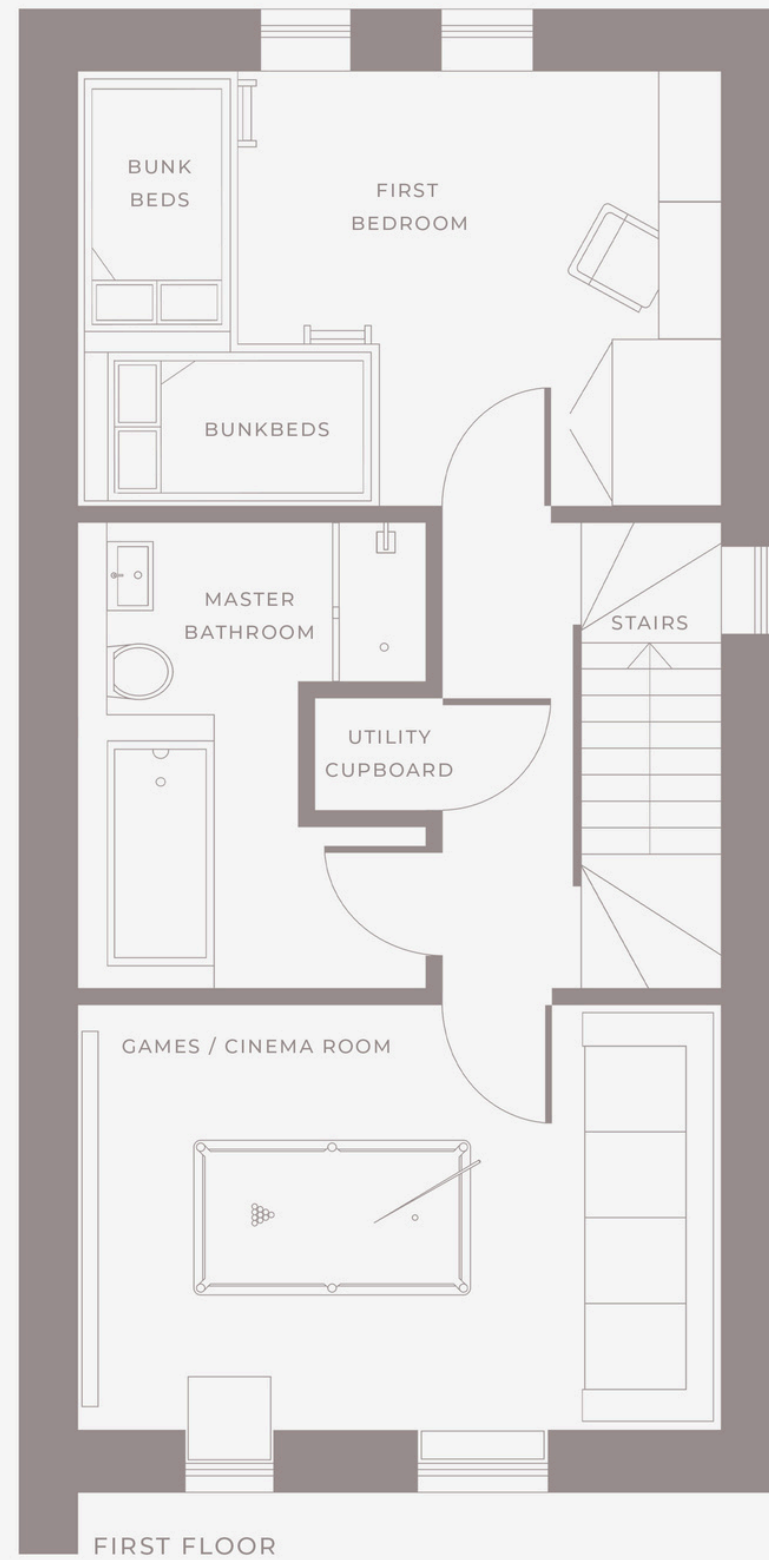 BUNK
BEDS
FIRST
BEDROOM
BUNKBEDS
MASTER
BATHROOM
STAIRS
UTILITY
CUPBOARD
GAMES / CINEMA ROOM
FIRST FLOOR